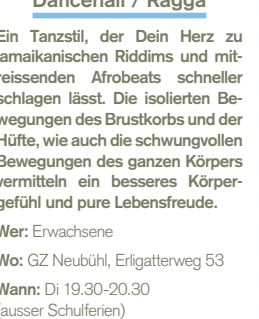 Dancehall / Ragga
Ein Tanzstil, der Dein Herz zu
jamaikanischen Riddims und mit-
reissenden Afrobeats schneller
schlagen lässt. Die isolierten Be-
wegungen des Brustkorbs und der
Hüfte, wie auch die schwungvollen
Bewegungen des ganzen Körpers
vermitteln ein besseres Körper-
gefühl und pure Lebensfreude.
Wer: Erwachsene
Wo: GZ Neubühl, Erligatterweg 53
Wann: Di 19.30-20.30
(ausser Schulferien)